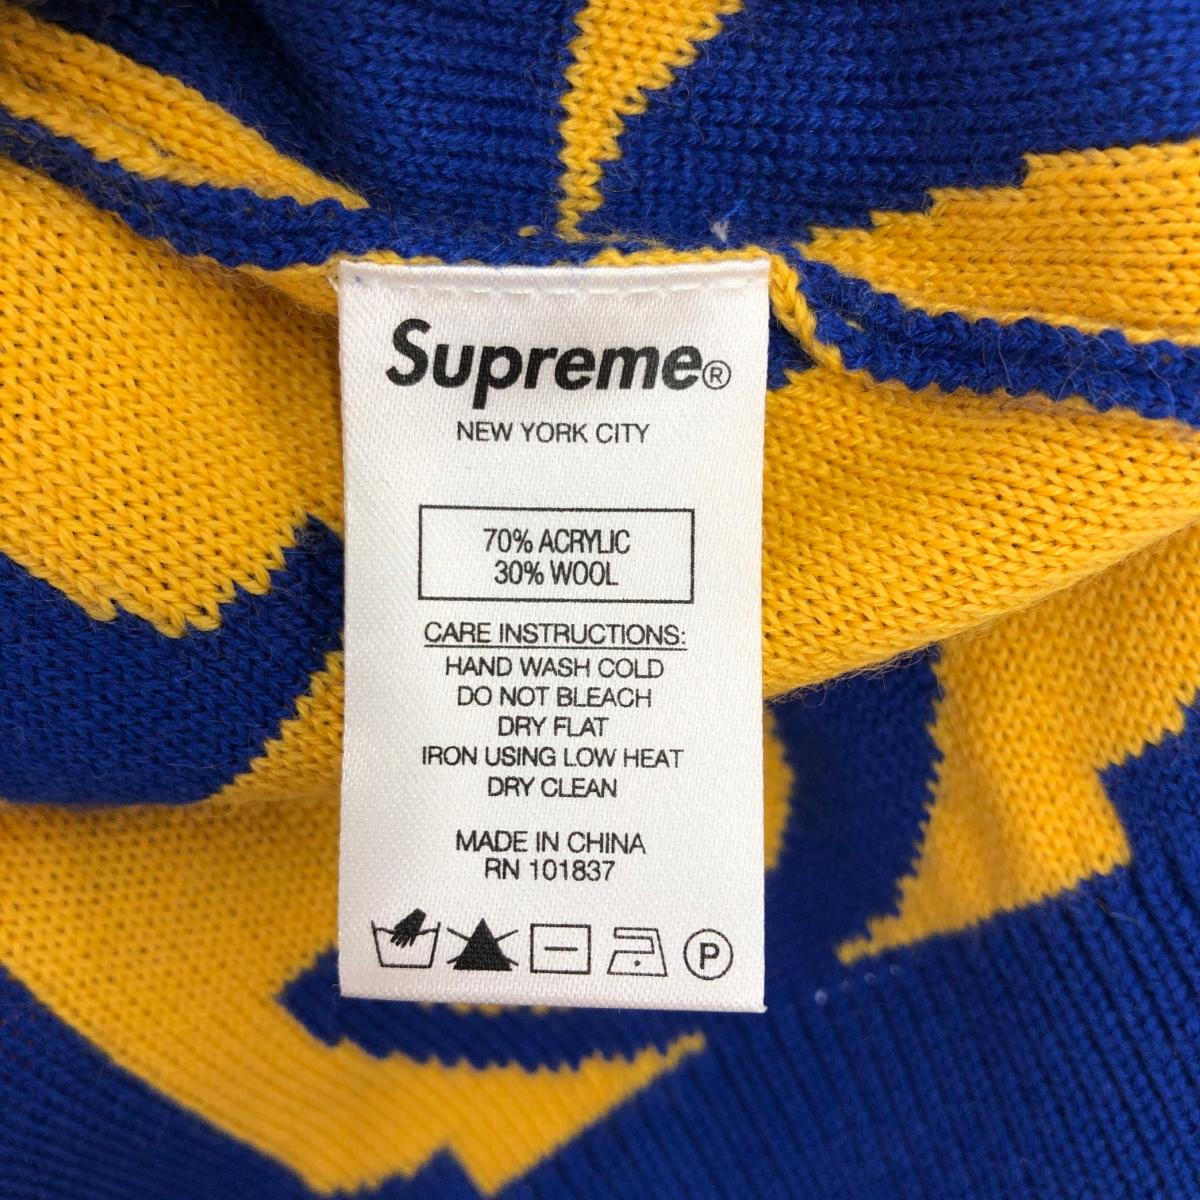 Supreme®
NEW YORK CITY
70% ACRYLIC
30% WOOL
CARE INSTRUCTIONS:
HAND WASH COLD
DO NOT BLEACH
DRY FLAT
IRON USING LOW HEAT
DRY CLEAN
MADE IN CHINA
RN 101837
P